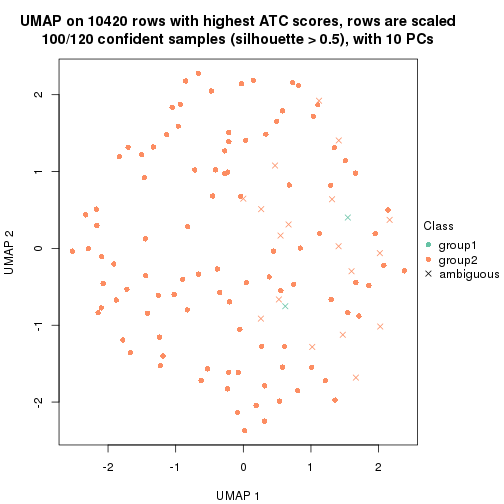 UMAP on 10420 rows with highest ATC scores, rows are scaled
100/120 confident samples (silhouette > 0.5), with 10 PCs
2
1
0
-1
-2
UMAP 2
-2
-1
0
1
2
UMAP 1
Class
group1
group2
ambiguous